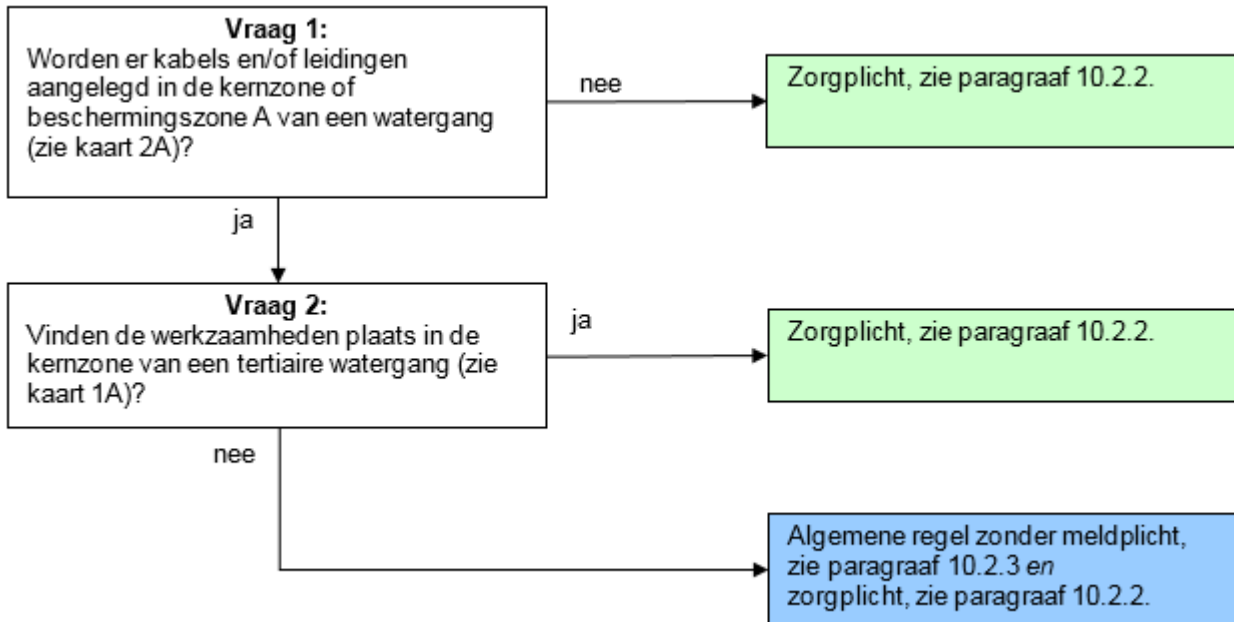 Vraag 1:
Worden er kabels en/of leidingen
aangelegd in de kernzone of
beschermingszone A van een watergang
(zie kaart 2A)?
nee
Zorgplicht, zie paragraaf 10.2.2.
ja
Vraag 2:
Vinden de werkzaamheden plaats in de
kernzone van een tertiaire watergang (zie
kaart 1A)?
ja
Zorgplicht, zie paragraaf 10.2.2.
nee
Algemene regel zonder meldplicht,
zie paragraaf 10.2.3 en
zorgplicht, zie paragraaf 10.2.2.